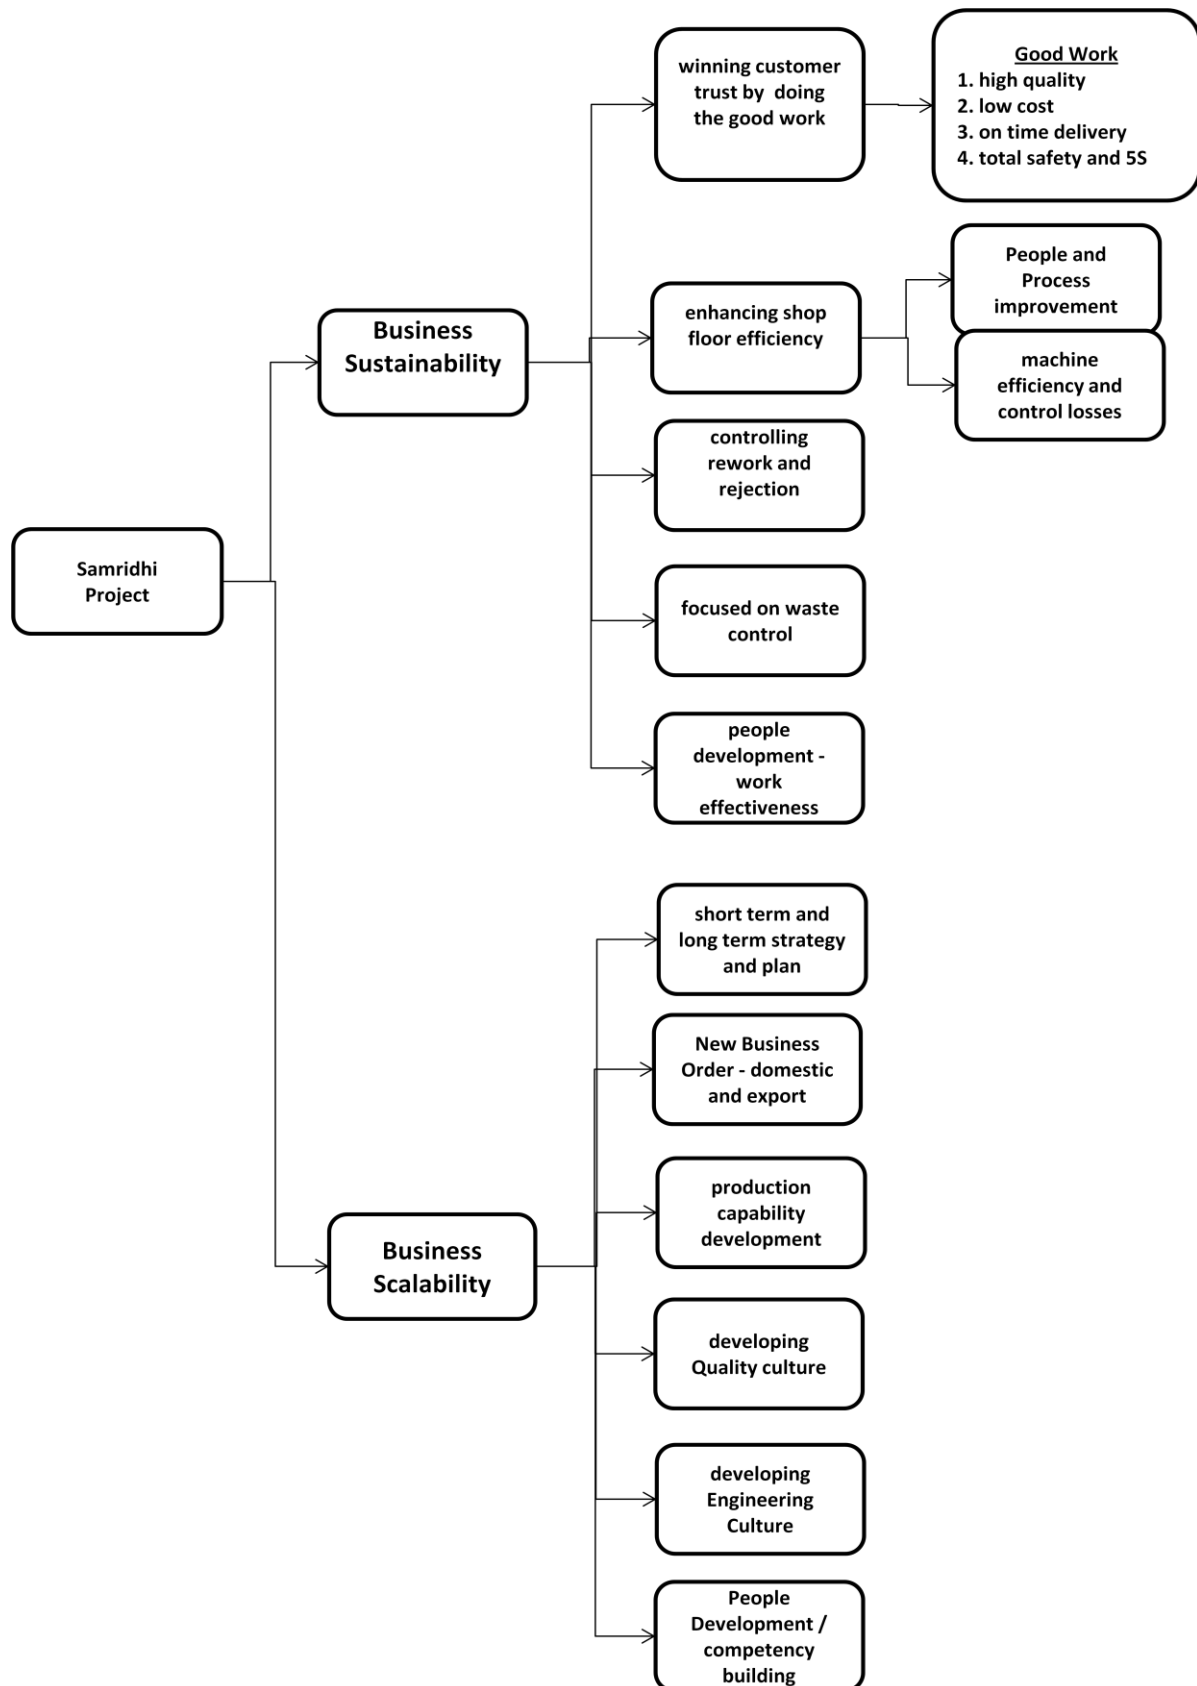 winning customer
trust by  doing
the good work
Good Work
1. high quality
2. low cost
3. on time delivery
4. total safety and 5S
People and
Process
improvement
enhancing shop
floor efficiency
machine
efficiency and
control losses
Business
Sustainability
controlling
rework and
rejection
Samridhi
Project
focused on waste
control
people
development -
work
effectiveness
short term and
long term strategy
and plan
New Business
Order - domestic
and export
production
capability
development
Business
Scalability
developing
Quality culture
developing
Engineering
Culture
People
Development /
competency
building